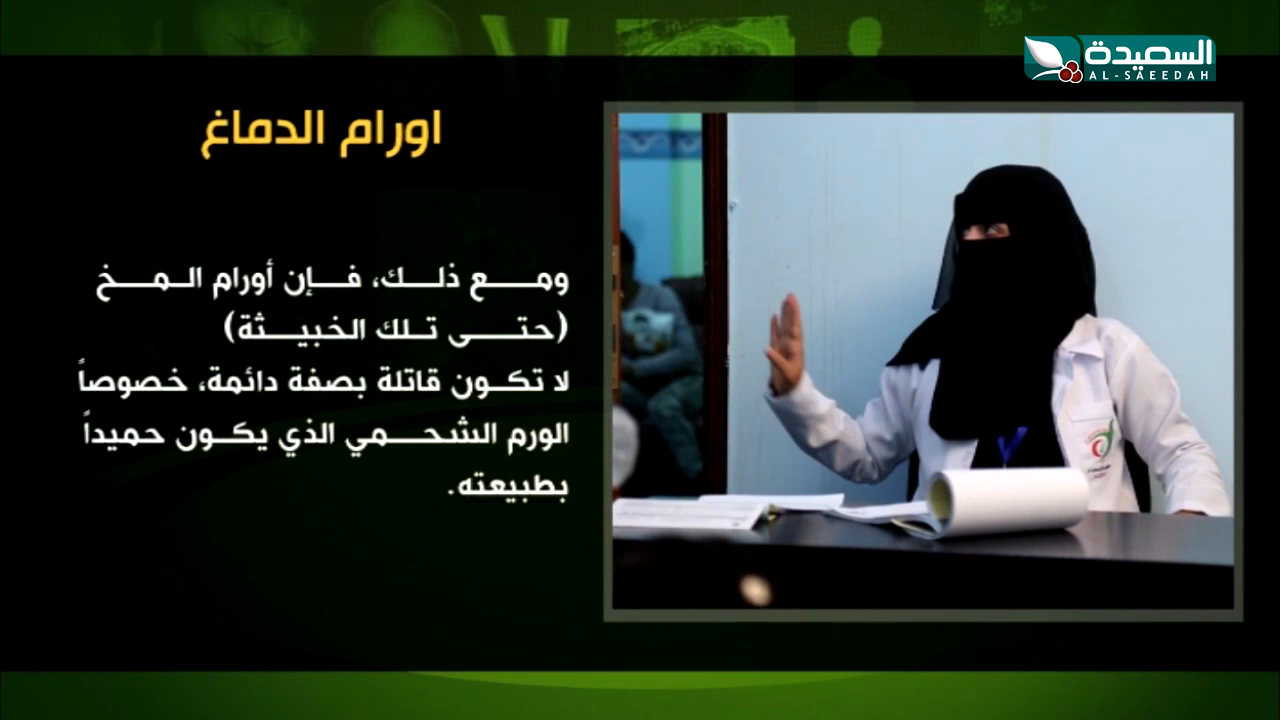 السعيدة
AL-SAEEDAH
اورام الدماغ
ومع ذلك، فإن أورام المخ
(حتى تلك الخبيثة)
لا تكون قاتلة بصفة دائمة، خصوصاً
الورم الشحمي الذي يكون حميداً
بطبيعته.